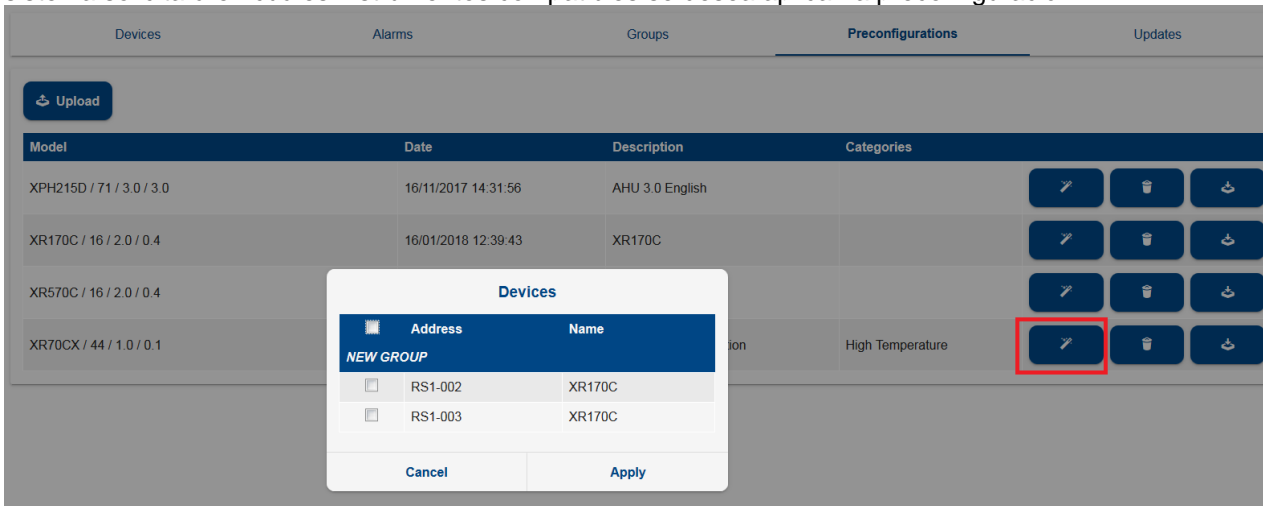 Devices Alarms Groups Preconfigurations Updates
Upload
Model Date Description Categories
XPH215D / 71 / 3.0 / 3.0 16/11/2017 14:31:56 AHU 3.0 English
XR170C / 16 / 2.0 / 0.4 16/01/2018 12:39:43 XR170C
XR570C / 16 / 2.0 / 0.4
XR70CX / 44 / 1.0 / 0.1 ion High Temperature
Devices
Address Name
NEW GROUP
RS1-002 XR170C
RS1-003 XR170C
Cancel Apply